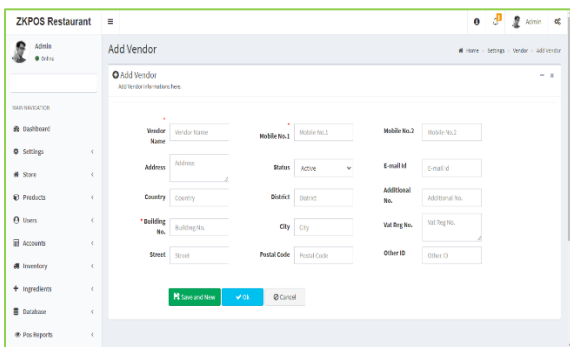 ZKPOS Restaurant
Admin
Admin
Online
Add Vendor
Home > Settings > Vendor > Add Vendor
Add Vendor
Add Vendor informations here.
MAIN NAVIGATION
Dashboard
Settings
Store
Products
Users
Accounts
Inventory
Ingredients
Database
Pos Reports
* Vendor Name Vendor Name
* Mobile No.1 Mobile No.1
Mobile No.2 Mobile No.2
Address Address
Status Active
E-mail Id E-mail Id
Country Country
District District
Additional No. Additional No.
* Building No. Building No.
City City
Vat Reg No. Vat Reg No.
Street Street
Postal Code Postal Code
Other ID Other ID
Save and New
Ok
Cancel